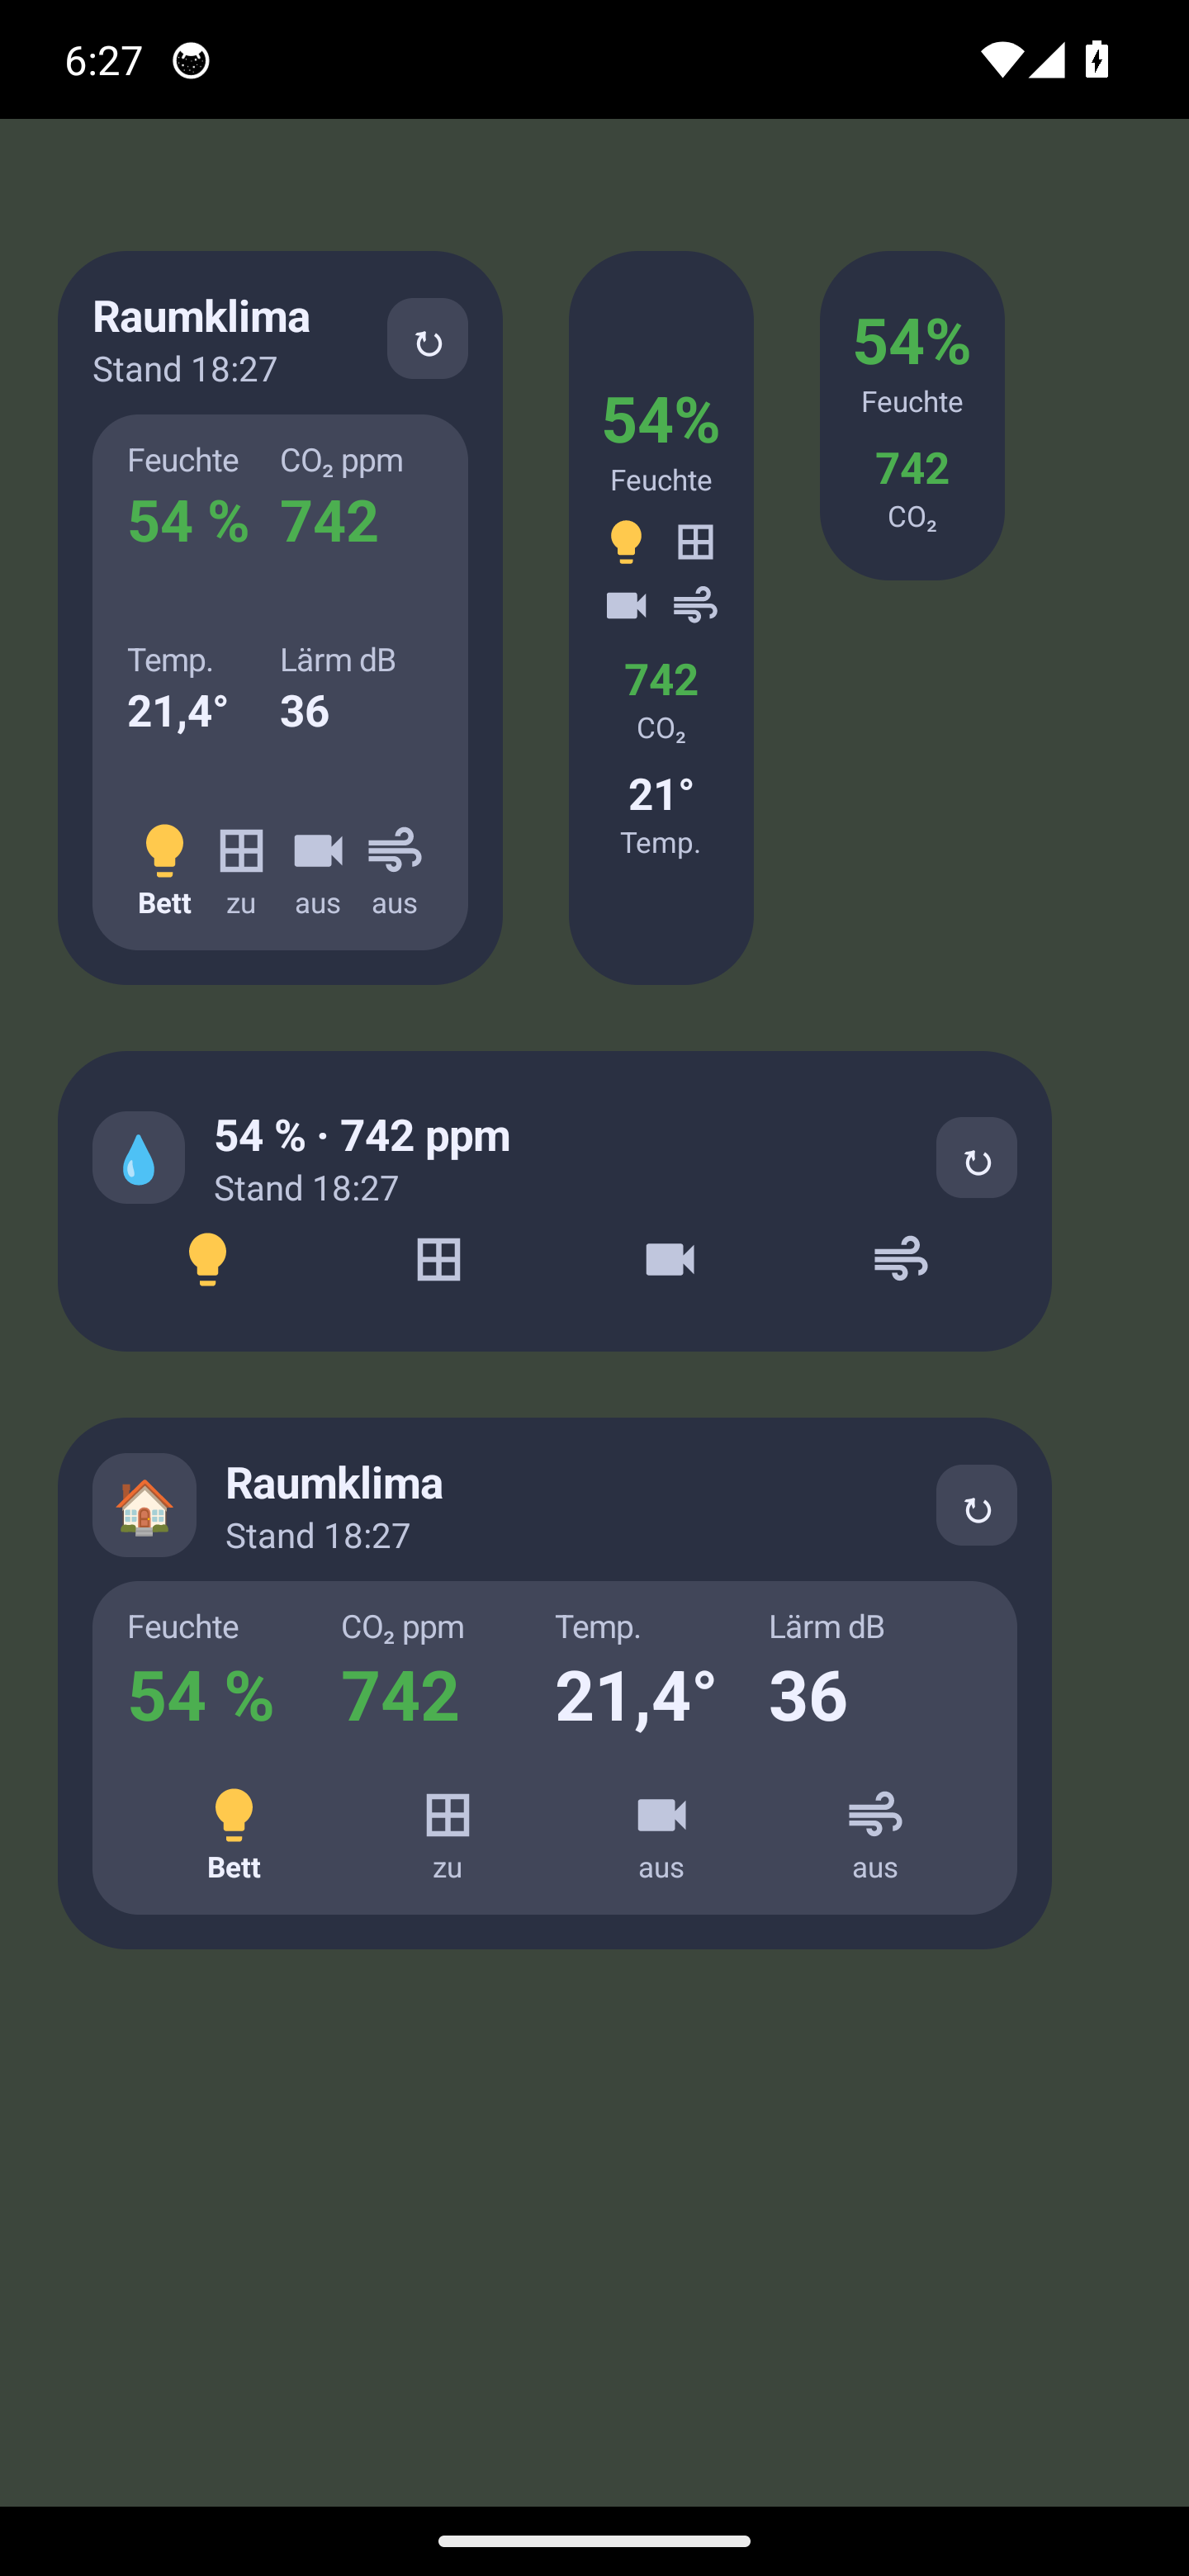 6:27
Raumklima
Stand 18:27
Feuchte CO₂ ppm
54 % 742
Temp. Lärm dB
21,4° 36
Bett zu aus aus
54%
Feuchte
742
CO₂
21°
Temp.
54%
Feuchte
742
CO₂
54 % · 742 ppm
Stand 18:27
Raumklima
Stand 18:27
Feuchte CO₂ ppm Temp. Lärm dB
54 % 742 21,4° 36
Bett zu aus aus